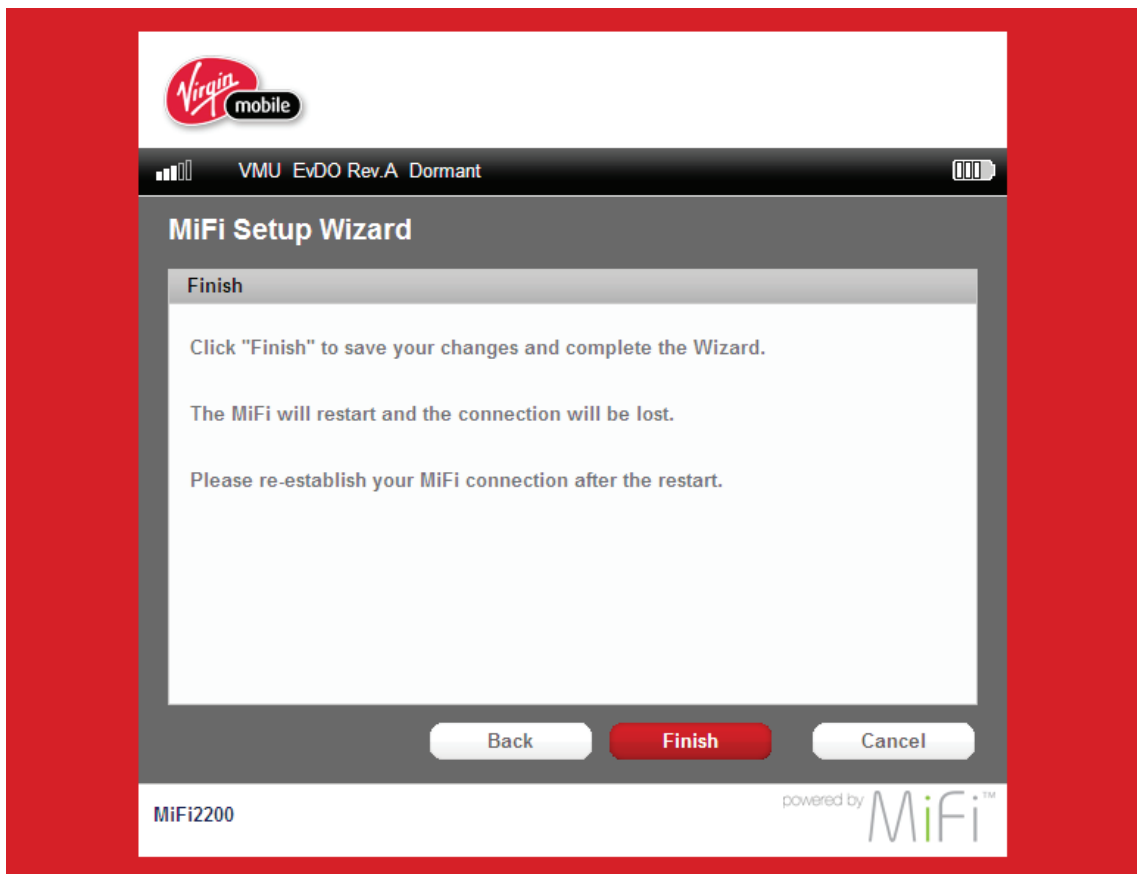 Virgin
mobile
VMU EvDO Rev.A Dormant
MiFi Setup Wizard
Finish
Click "Finish" to save your changes and complete the Wizard.
The MiFi will restart and the connection will be lost.
Please re-establish your MiFi connection after the restart.
Back Finish Cancel
MiFi2200
powered by MiFi™